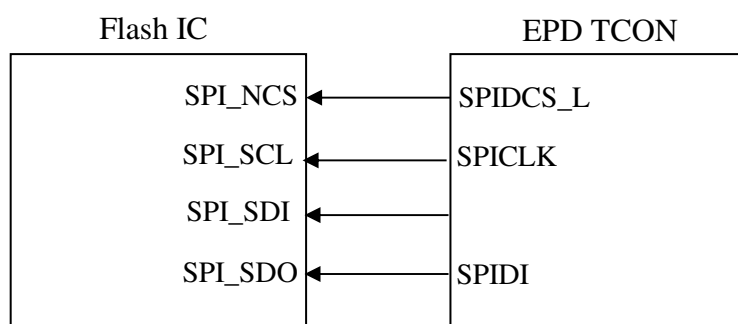 Flash IC EPD TCON
SPI_NCS SPIDCS_L
SPI_SCL SPICLK
SPI_SDI
SPI_SDO SPIDI